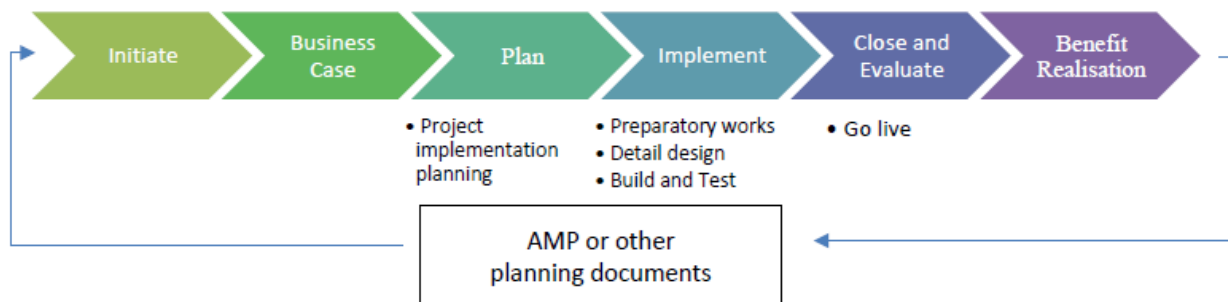 Initiate
Business
Case
Plan
Implement
Close and
Evaluate
Benefit
Realisation
• Project
implementation
planning
• Preparatory works
• Detail design
• Build and Test
• Go live
AMP or other
planning documents